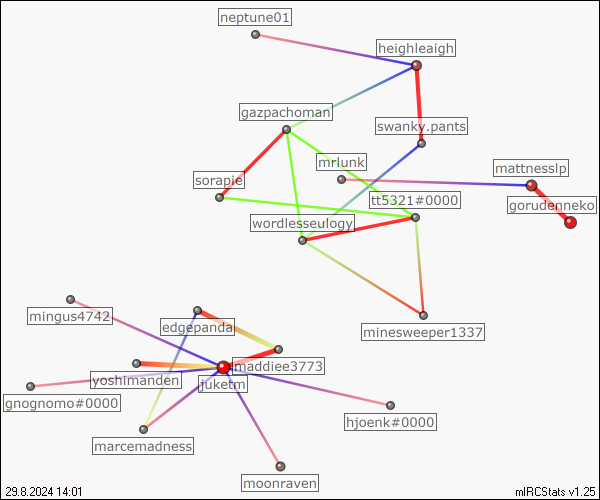 neptune01
heighleaigh
gazpachoman
swanky.pants
mrlunk
mattnesslp
sorapie
tt5321#0000
gorudenneko
wordlesseulogy
mingus4742
edgepanda
minesweeper1337
maddiee3773
yoshimanden
juketm
gnognomo#0000
hjoenk#0000
marcemadness
moonraven
29.8.2024 14:01
mIRCStats v1.25